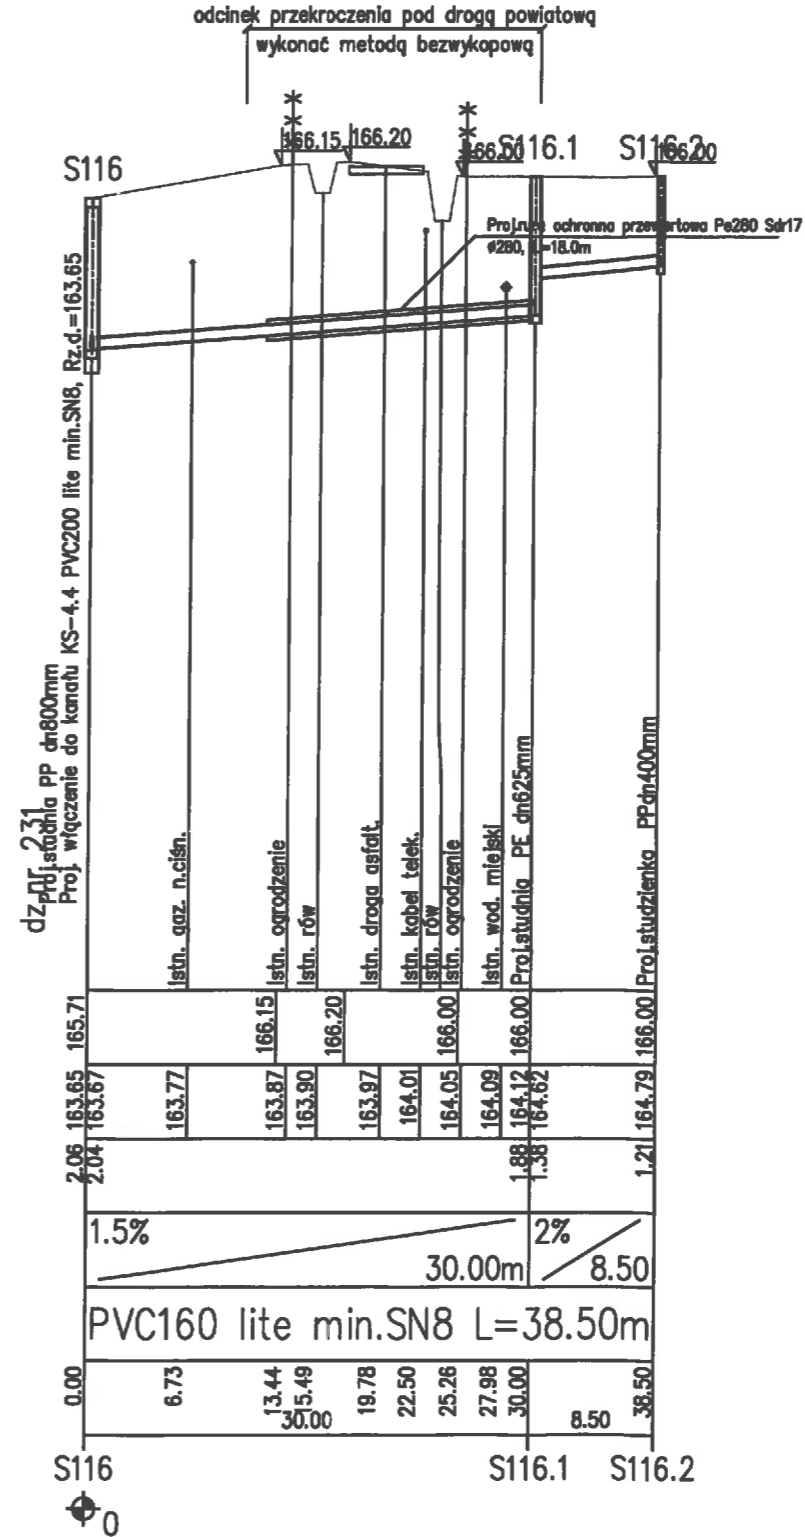 odcinek przekroczenia pod drogą powiatową
wykonać metodą bezwykopową
S116
166.15
166.20
166.00
S116.1
S116.2
166.00
Proj.rura ochronna przewiertowa Pe280 Sdr17
ø280, L=18.0m
dz nr. 231
Proj.studnia PP dn800mm
Proj. włączenie do kanału KS-4.4 PVC200 lite min.SN8, Rz.d.=163.65
Istn. gaz. n.ciśn.
Istn. ogrodzenie
Istn. rów
Istn. droga asfalt.
Istn. kabel telek.
Istn. rów
Istn. ogrodzenie
Istn. wod. miejski
Proj.studnia PE dn625mm
Proj.studzienka PPdn400mm
165.71
166.15
166.20
166.00
166.00
166.00
163.65
163.67
163.77
163.87
163.90
163.97
164.01
164.05
164.09
164.12
164.62
164.79
2.06
2.04
1.88
1.38
1.21
1.5%
30.00m
2%
8.50
PVC160 lite min.SN8 L=38.50m
0.00
6.73
13.44
15.49
19.78
22.50
25.26
27.98
30.00
38.50
30.00
8.50
S116
S116.1
S116.2
0